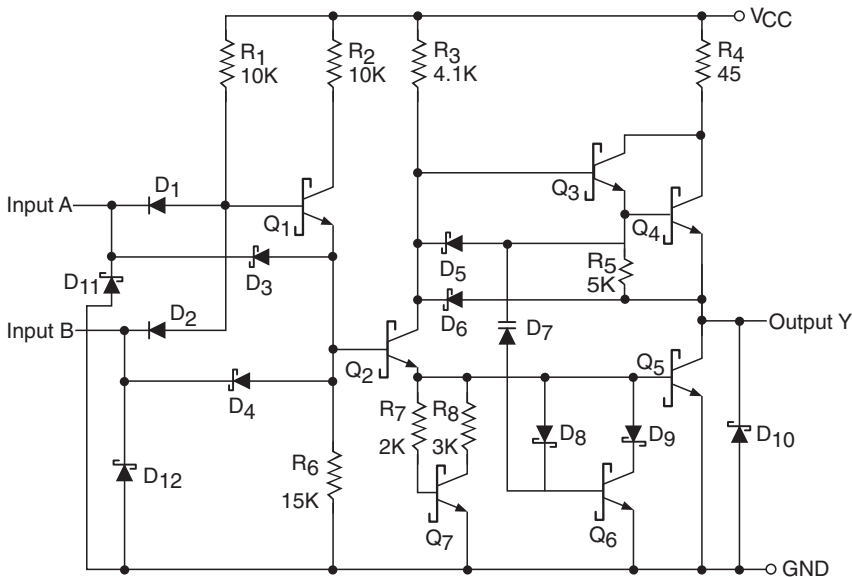 VCC
R1
10K
R2
10K
R3
4.1K
R4
45
D1
Input A
Q1
Q3
Q4
D3
D11
D5
R5
5K
D2
Input B
D6
D7
Output Y
Q2
Q5
D4
R7
2K
R8
3K
D8
D9
D10
D12
R6
15K
Q7
Q6
GND